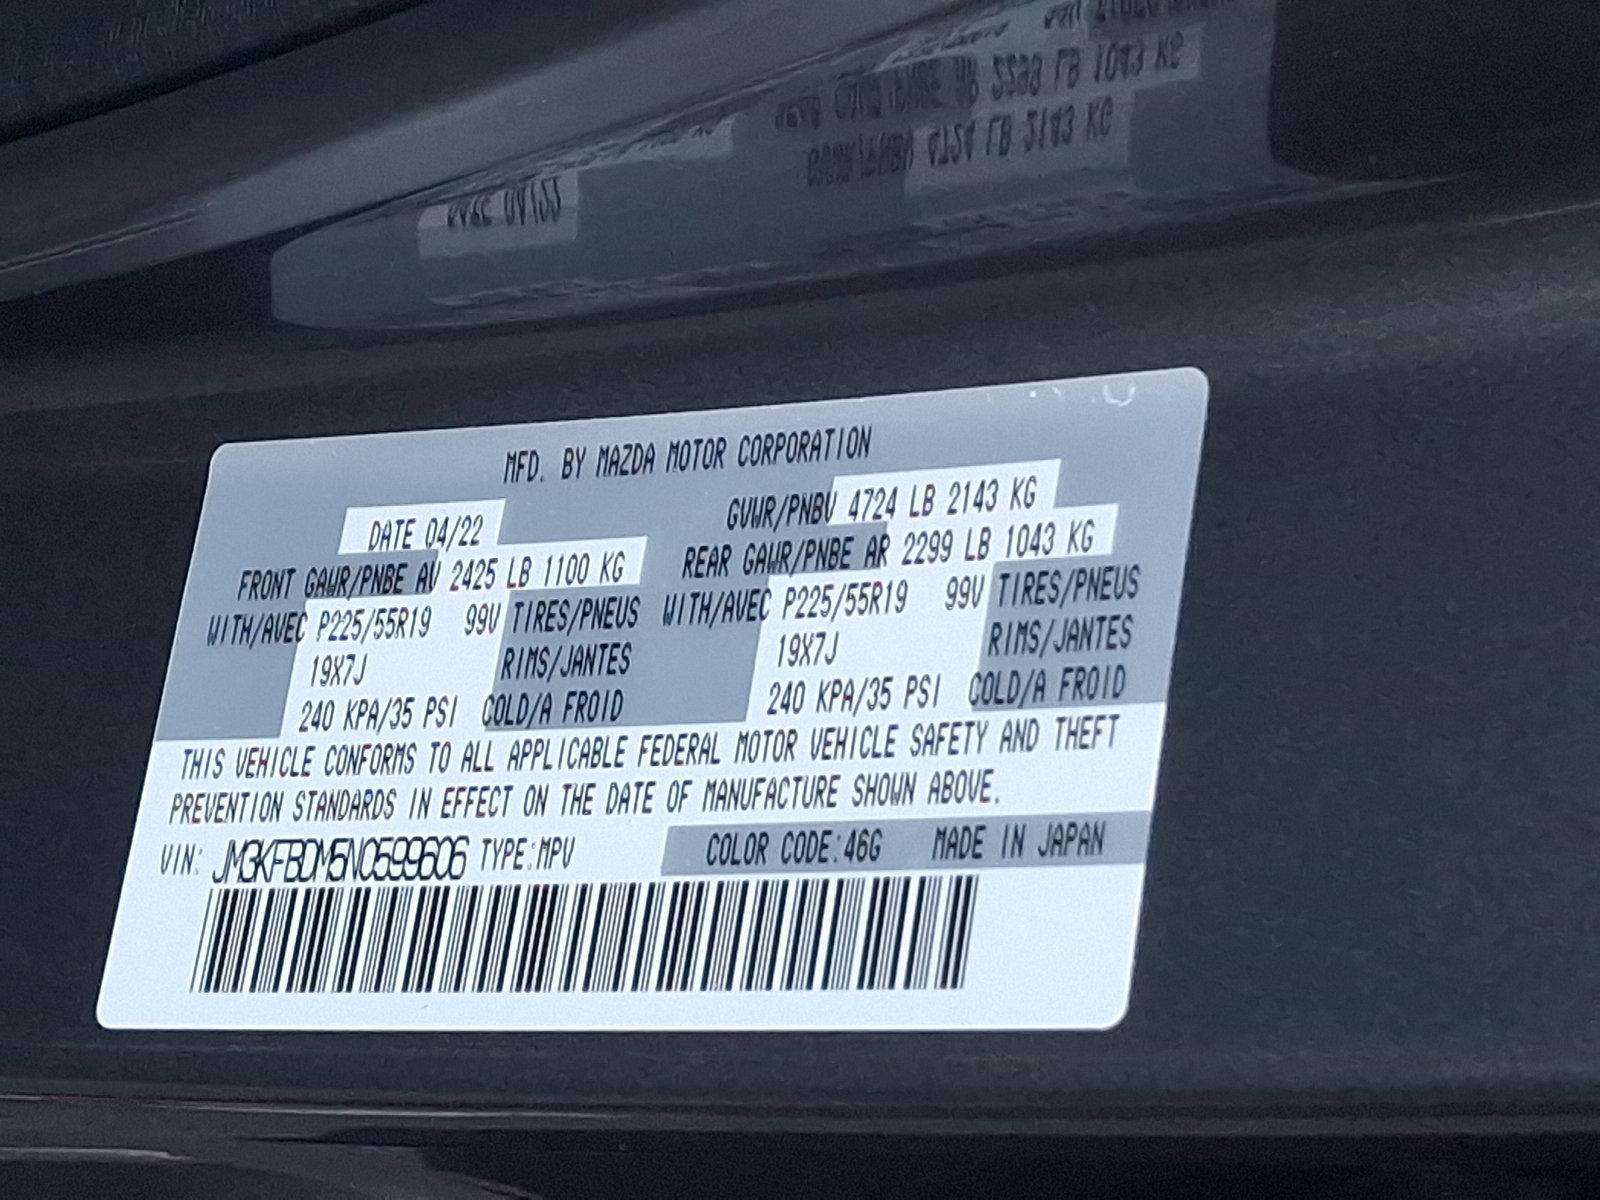 MFD. BY MAZDA MOTOR CORPORATION
DATE 04/22 GVWR/PNBV 4724 LB 2143 KG
FRONT GAWR/PNBE AV 2425 LB 1100 KG REAR GAWR/PNBE AR 2299 LB 1043 KG
WITH/AVEC P225/55R19 99V TIRES/PNEUS WITH/AVEC P225/55R19 99V TIRES/PNEUS
19X7J RIMS/JANTES 19X7J RIMS/JANTES
240 KPA/35 PSI COLD/A FROID 240 KPA/35 PSI COLD/A FROID
THIS VEHICLE CONFORMS TO ALL APPLICABLE FEDERAL MOTOR VEHICLE SAFETY AND THEFT
PREVENTION STANDARDS IN EFFECT ON THE DATE OF MANUFACTURE SHOWN ABOVE.
VIN: JM3KFBDM5N0599606 TYPE:MPV COLOR CODE:46G MADE IN JAPAN